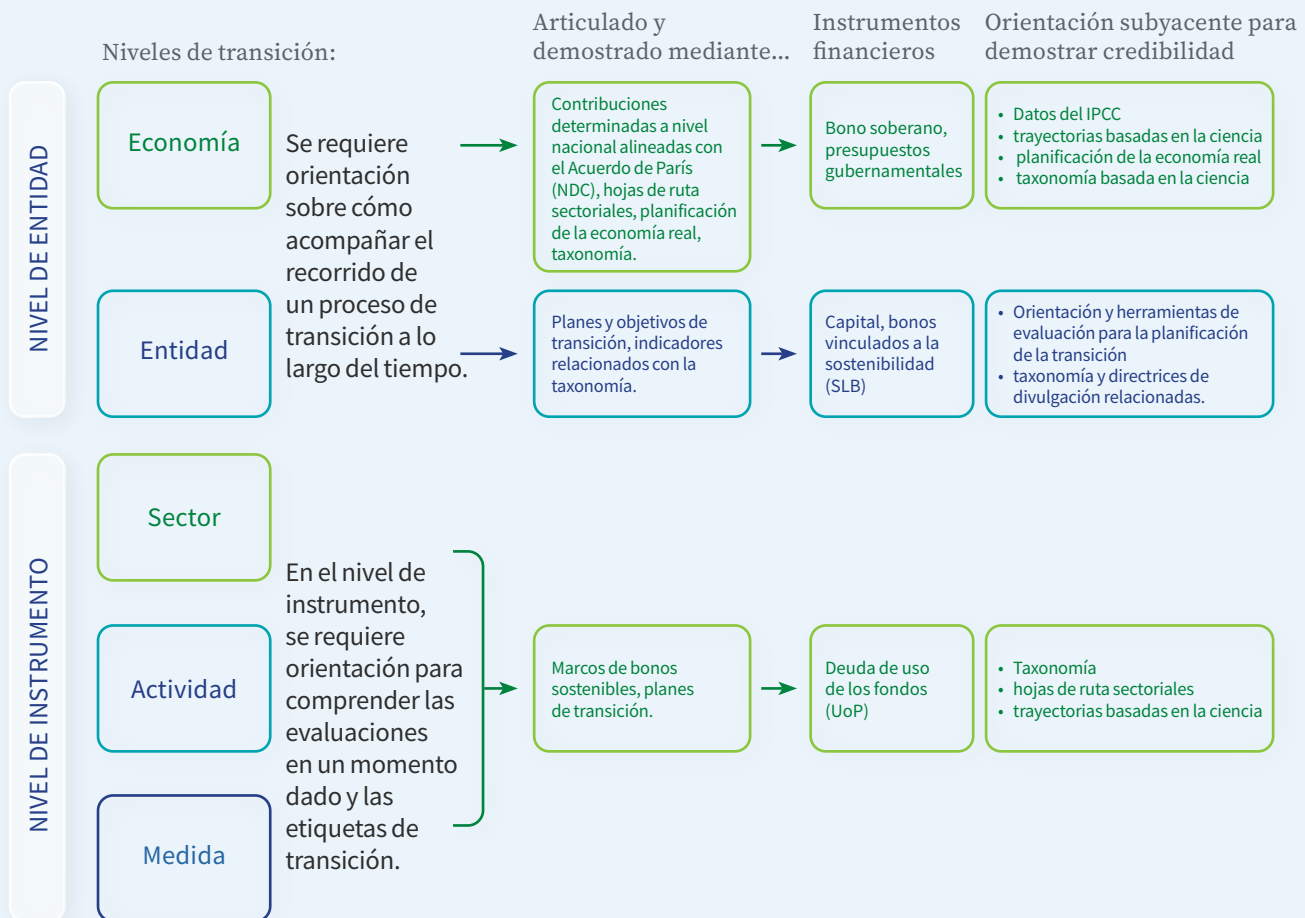 Niveles de transición:
Articulado y
demostrado mediante...
Instrumentos
financieros
Orientación subyacente para
demostrar credibilidad
NIVEL DE ENTIDAD
Economía
Se requiere
orientación
sobre cómo
acompañar el
recorrido de
un proceso de
transición a lo
largo del tiempo.
Contribuciones
determinadas a nivel
nacional alineadas con
el Acuerdo de París
(NDC), hojas de ruta
sectoriales, planificación
de la economía real,
taxonomía.
Bono soberano,
presupuestos
gubernamentales
• Datos del IPCC
• trayectorias basadas en la ciencia
• planificación de la economía real
• taxonomía basada en la ciencia
Entidad
Planes y objetivos de
transición, indicadores
relacionados con la
taxonomía.
Capital, bonos
vinculados a la
sostenibilidad
(SLB)
• Orientación y herramientas de
evaluación para la planificación
de la transición
• taxonomía y directrices de
divulgación relacionadas.
NIVEL DE INSTRUMENTO
Sector
Actividad
Medida
En el nivel de
instrumento,
se requiere
orientación para
comprender las
evaluaciones
en un momento
dado y las
etiquetas de
transición.
Marcos de bonos
sostenibles, planes
de transición.
Deuda de uso
de los fondos
(UoP)
• Taxonomía
• hojas de ruta sectoriales
• trayectorias basadas en la ciencia